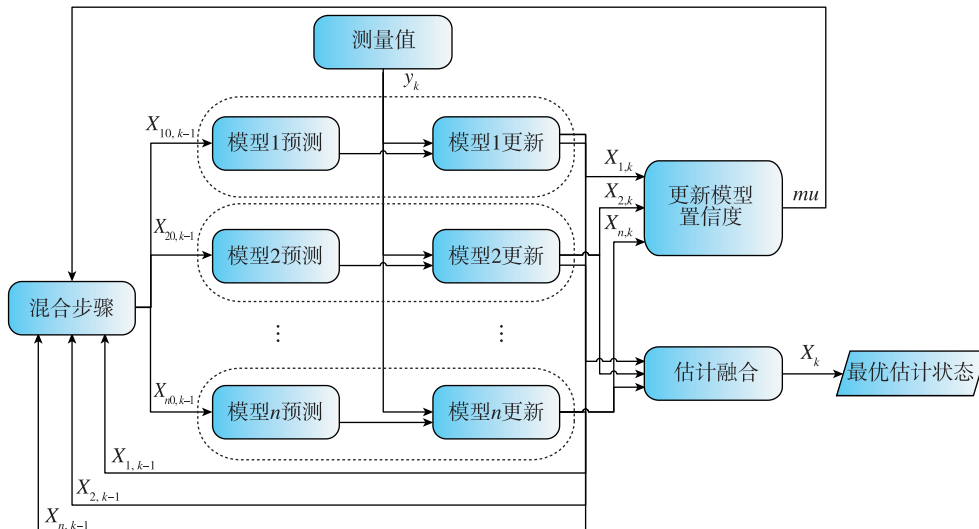 测量值
y_k
X_{10, k−1}
模型1预测
模型1更新
X_{1,k}
X_{2,k}
X_{n,k}
更新模型
置信度
mu
X_{20, k−1}
模型2预测
模型2更新
混合步骤
⋮
⋮
X_{n0, k−1}
模型n预测
模型n更新
估计融合
X_k
最优估计状态
X_{1, k−1}
X_{2, k−1}
X_{n, k−1}